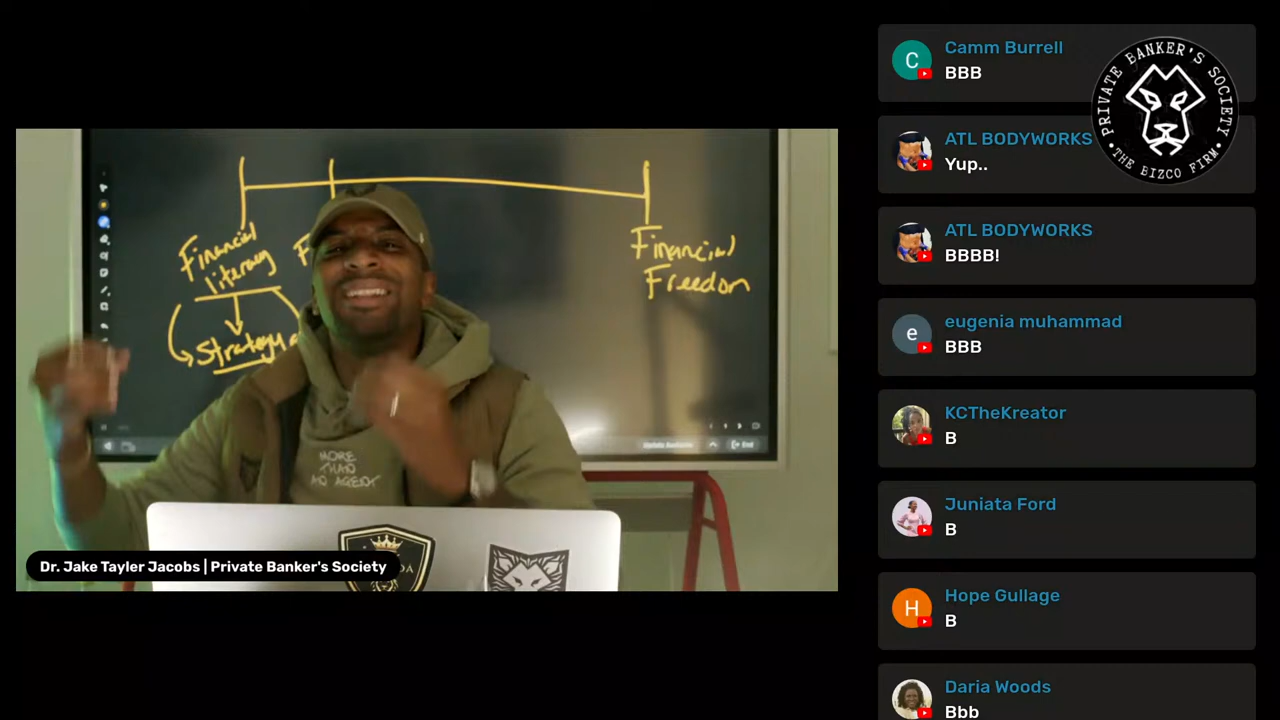 Financial
literacy
Strategy
F
Financial
Freedom
MORE
THAN
AN AGENT
End
Dr. Jake Tayler Jacobs | Private Banker's Society
PRIVATE BANKER'S SOCIETY
• THE BIZCO FIRM •
Camm Burrell
BBB
ATL BODYWORKS
Yup..
ATL BODYWORKS
BBBB!
eugenia muhammad
BBB
KCTheKreator
B
Juniata Ford
B
Hope Gullage
B
Daria Woods
Bbb
C
e
H